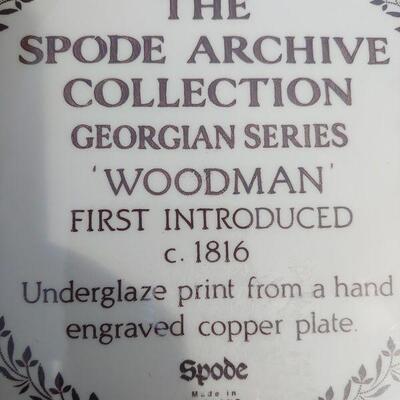 THE
SPODE ARCHIVE
COLLECTION
GEORGIAN SERIES
'WOODMAN'
FIRST INTRODUCED
c. 1816
Underglaze print from a hand
engraved copper plate.
Spode
Made in